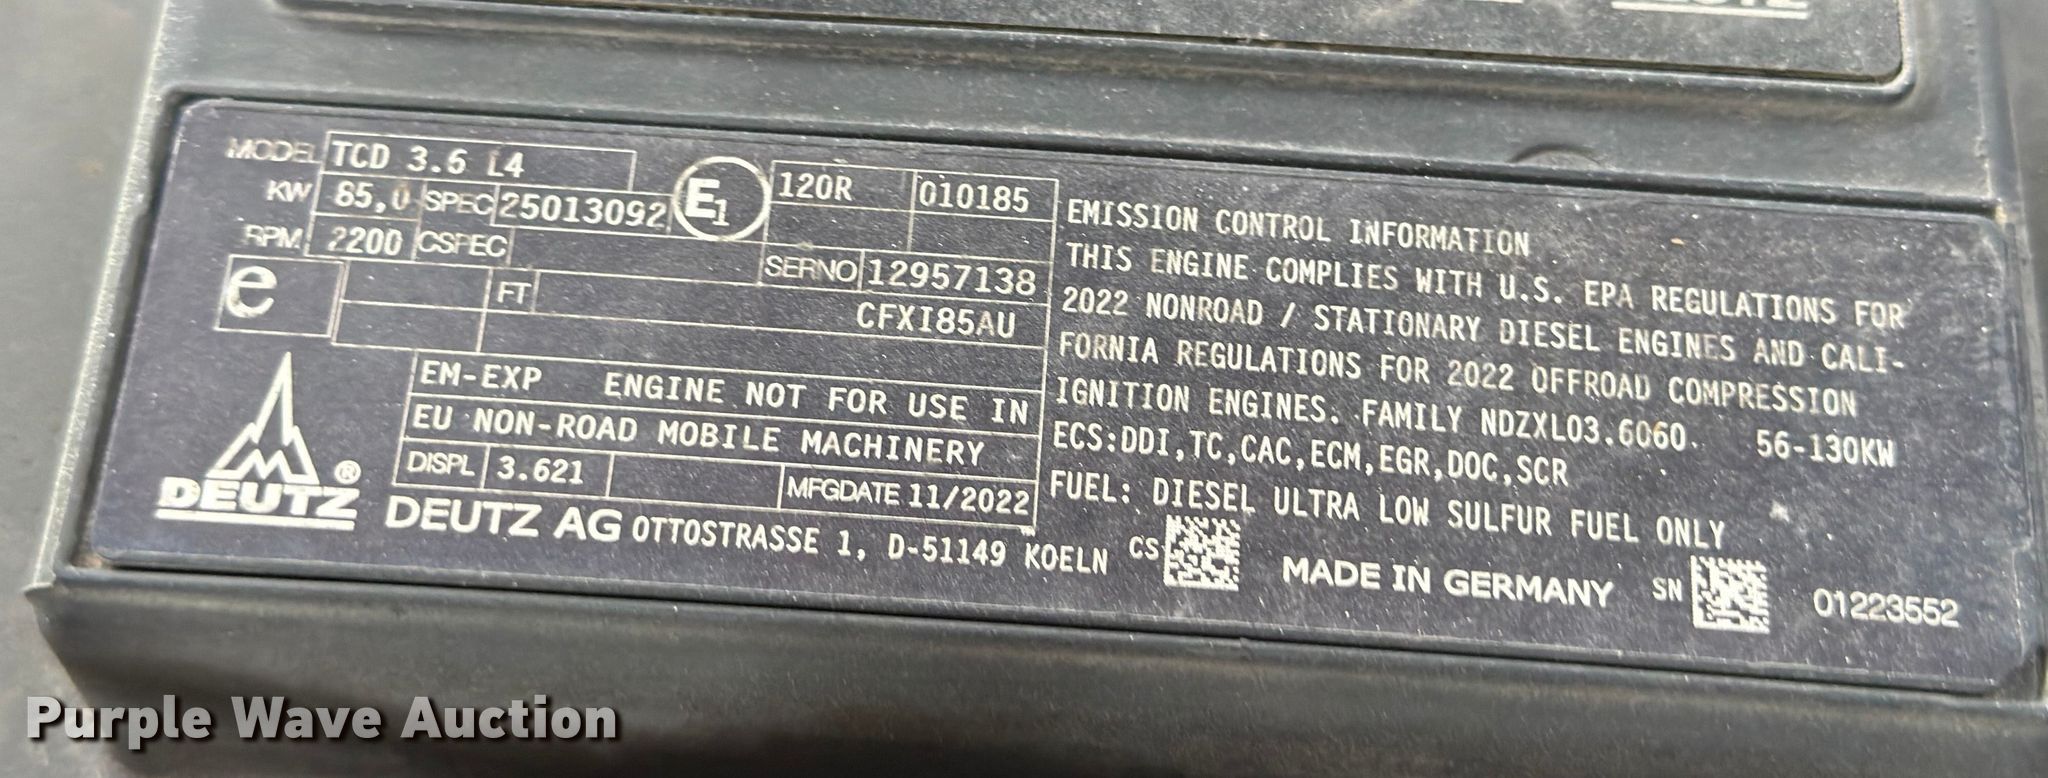 MODEL TCD 3.6 L4
KW 85,0 SPEC 25013092 E1 120R 010185
RPM 2200 CSPEC SERNO 12957138
e FT CFXI85AU
EM-EXP ENGINE NOT FOR USE IN
EU NON-ROAD MOBILE MACHINERY
DISPL 3.621 MFGDATE 11/2022
DEUTZ ®
DEUTZ AG OTTOSTRASSE 1, D-51149 KOELN
EMISSION CONTROL INFORMATION
THIS ENGINE COMPLIES WITH U.S. EPA REGULATIONS FOR
2022 NONROAD / STATIONARY DIESEL ENGINES AND CALI-
FORNIA REGULATIONS FOR 2022 OFFROAD COMPRESSION
IGNITION ENGINES. FAMILY NDZXL03.6060. 56-130KW
ECS:DDI,TC,CAC,ECM,EGR,DOC,SCR
FUEL: DIESEL ULTRA LOW SULFUR FUEL ONLY
CS MADE IN GERMANY SN 01223552
Purple Wave Auction